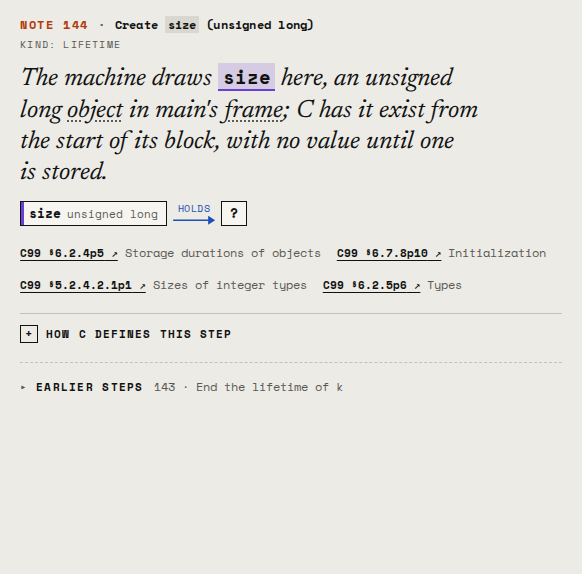 NOTE 144 · Create size (unsigned long)
KIND: LIFETIME
The machine draws size here, an unsigned
long object in main's frame; C has it exist from
the start of its block, with no value until one
is stored.
size unsigned long HOLDS ?
C99 §6.2.4p5 ↗ Storage durations of objects C99 §6.7.8p10 ↗ Initialization
C99 §5.2.4.2.1p1 ↗ Sizes of integer types C99 §6.2.5p6 ↗ Types
+ HOW C DEFINES THIS STEP
▸ EARLIER STEPS 143 · End the lifetime of k